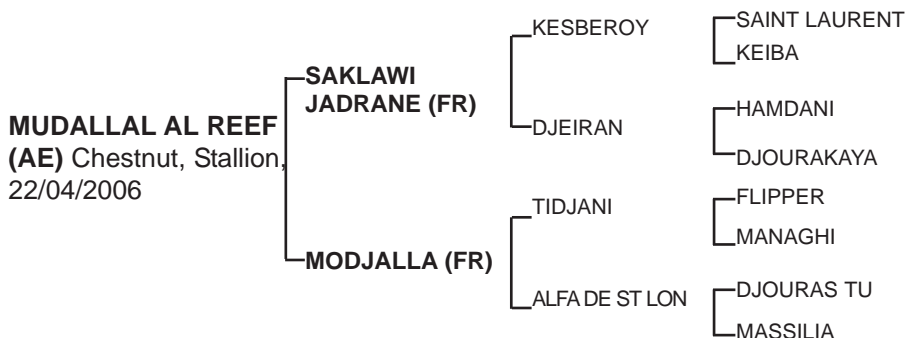 MUDALLAL AL REEF
(AE) Chestnut, Stallion,
22/04/2006
SAKLAWI
JADRANE (FR)
MODJALLA (FR)
KESBEROY
DJEIRAN
TIDJANI
ALFA DE ST LON
SAINT LAURENT
KEIBA
HAMDANI
DJOURAKAYA
FLIPPER
MANAGHI
DJOURAS TU
MASSILIA